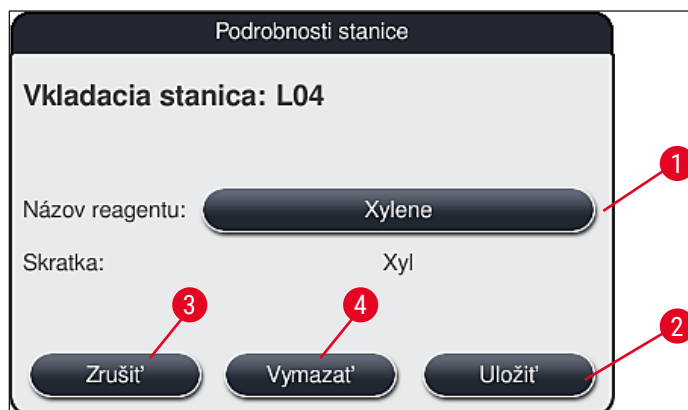 Podrobnosti stanice
Vkladacia stanica: L04
1
Názov reagentu: Xylene
Skratka: Xyl
3 4
2
Zrušiť Vymazať Uložiť